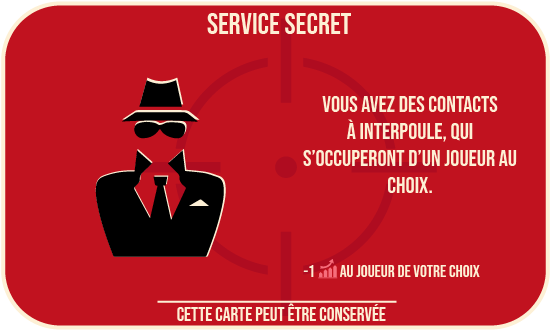 SERVICE SECRET
VOUS AVEZ DES CONTACTS
À INTERPOULE, QUI
S'OCCUPERONT D'UN JOUEUR AU
CHOIX.
-1 AU JOUEUR DE VOTRE CHOIX
CETTE CARTE PEUT ÊTRE CONSERVÉE